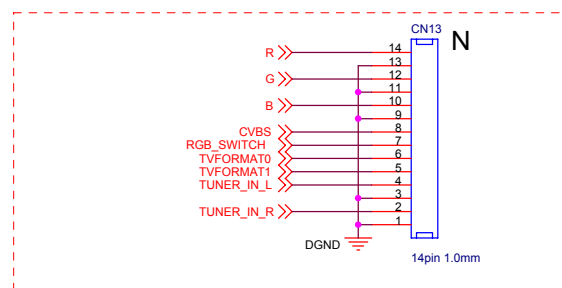 CN13
N
R 14
13
G 12
11
B 10
9
CVBS 8
RGB_SWITCH 7
TVFORMAT0 6
TVFORMAT1 5
TUNER_IN_L 4
3
TUNER_IN_R 2
1
DGND
14pin 1.0mm